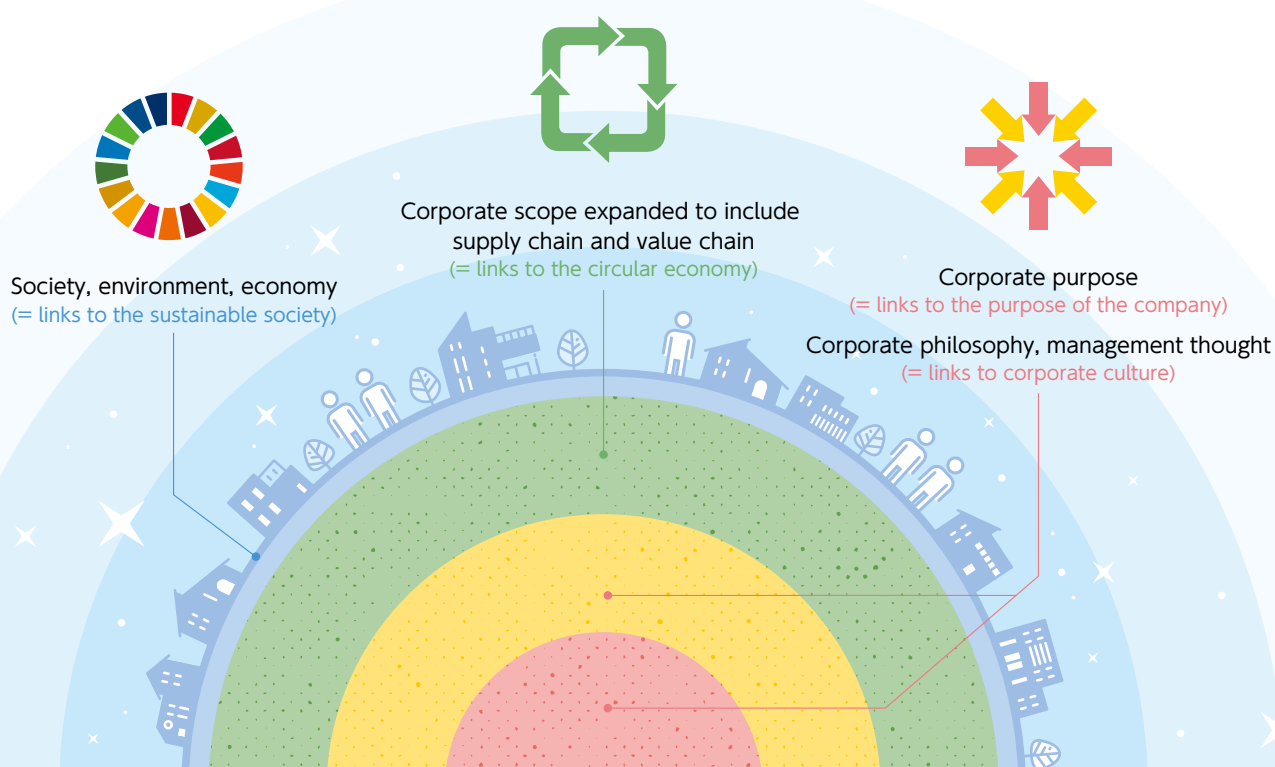 Society, environment, economy
(= links to the sustainable society)
Corporate scope expanded to include
supply chain and value chain
(= links to the circular economy)
Corporate purpose
(= links to the purpose of the company)
Corporate philosophy, management thought
(= links to corporate culture)